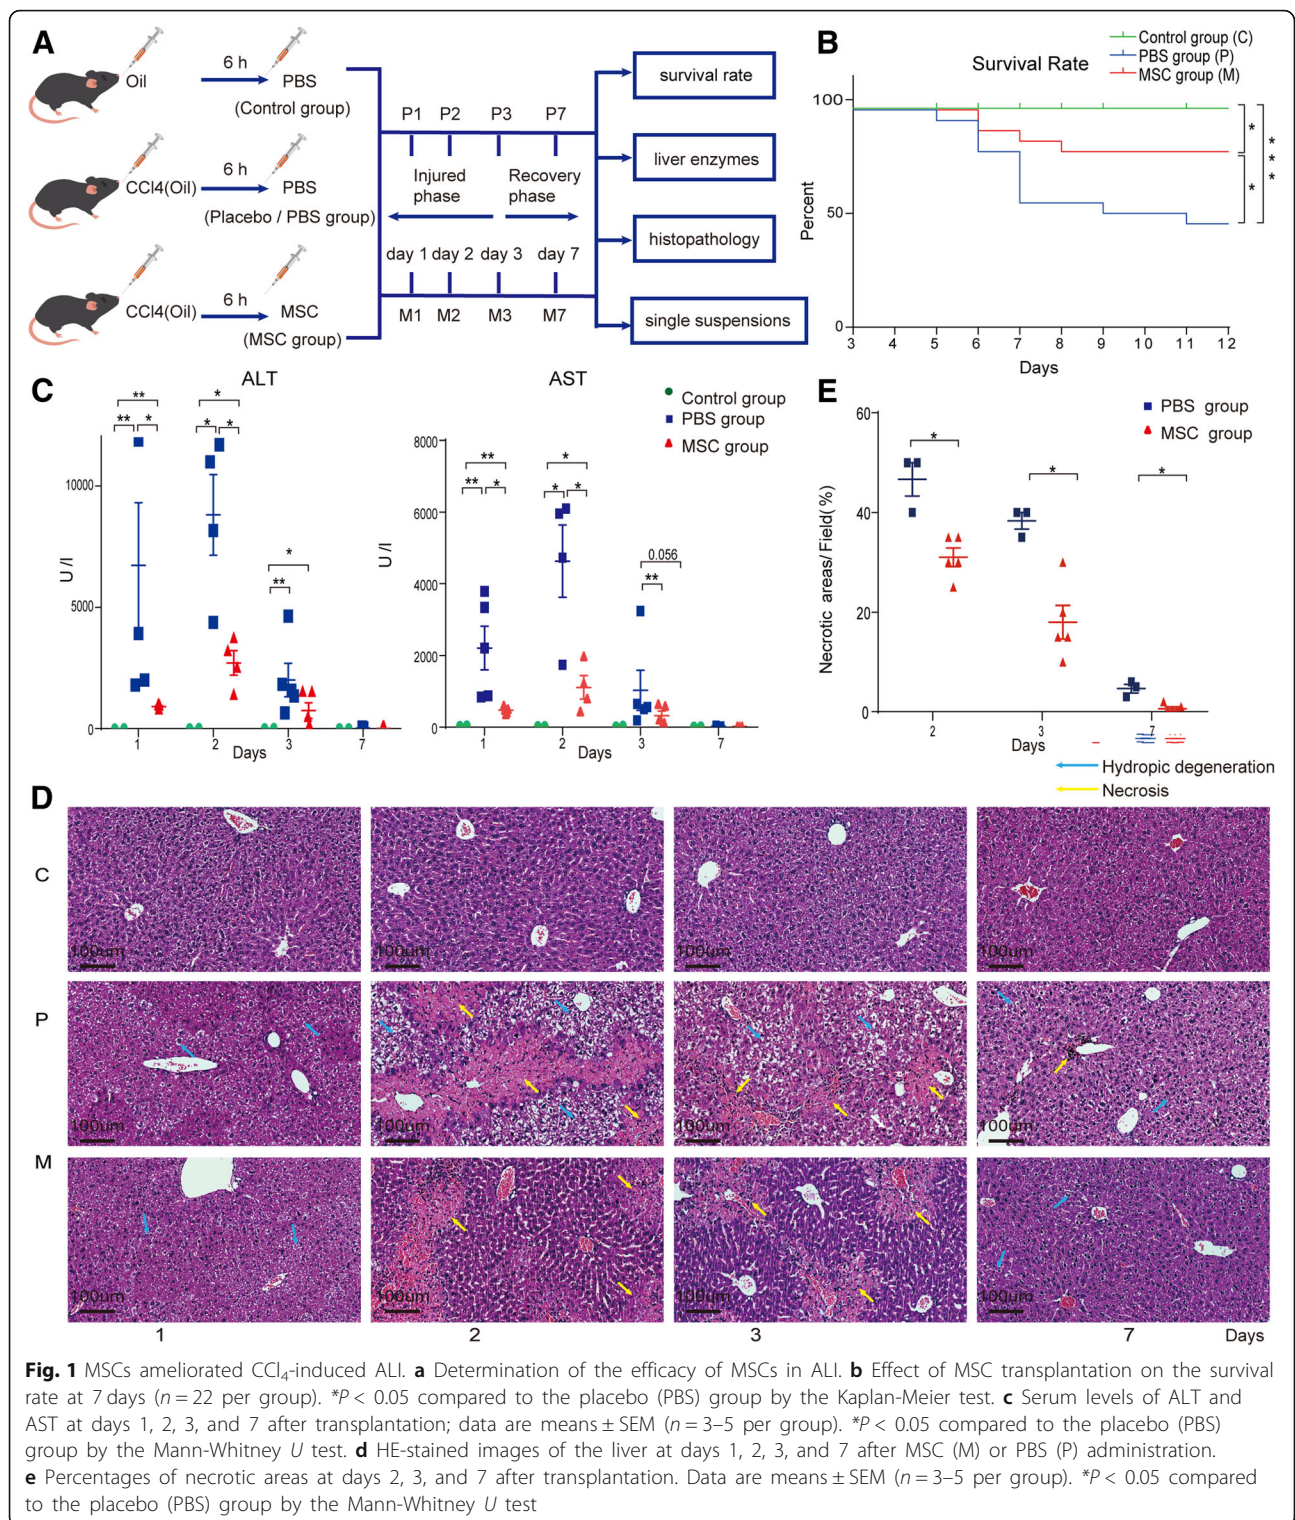 A
Oil
6 h
PBS
(Control group)
CCl4(Oil)
6 h
PBS
(Placebo / PBS group)
CCl4(Oil)
6 h
MSC
(MSC group)
P1 P2 P3 P7
Injured phase
Recovery phase
day 1 day 2 day 3 day 7
M1 M2 M3 M7
survival rate
liver enzymes
histopathology
single suspensions
B
Survival Rate
Control group (C)
PBS group (P)
MSC group (M)
Percent
100
50
0
3 4 5 6 7 8 9 10 11 12
Days
*
*
* * *
C
ALT
U /l
10000
5000
0
** ** *
* * *
* **
1 2 3 7
Days
AST
U /l
8000
6000
4000
2000
0
** ** *
* * *
0.056
**
1 2 3 7
Days
Control group
PBS group
MSC group
E
PBS group
MSC group
Necrotic areas/ Field( %)
60
40
20
0
* * *
2 3 7
Days
Hydropic degeneration
Necrosis
D
C
100um 100um 100um 100um
P
100um 100um 100um 100um
M
100um 100um 100um 100um
1 2 3 7 Days
Fig. 1 MSCs ameliorated CCl4-induced ALI. a Determination of the efficacy of MSCs in ALI. b Effect of MSC transplantation on the survival
rate at 7 days (n = 22 per group). *P < 0.05 compared to the placebo (PBS) group by the Kaplan-Meier test. c Serum levels of ALT and
AST at days 1, 2, 3, and 7 after transplantation; data are means ± SEM (n = 3–5 per group). *P < 0.05 compared to the placebo (PBS)
group by the Mann-Whitney U test. d HE-stained images of the liver at days 1, 2, 3, and 7 after MSC (M) or PBS (P) administration.
e Percentages of necrotic areas at days 2, 3, and 7 after transplantation. Data are means ± SEM (n = 3–5 per group). *P < 0.05 compared
to the placebo (PBS) group by the Mann-Whitney U test